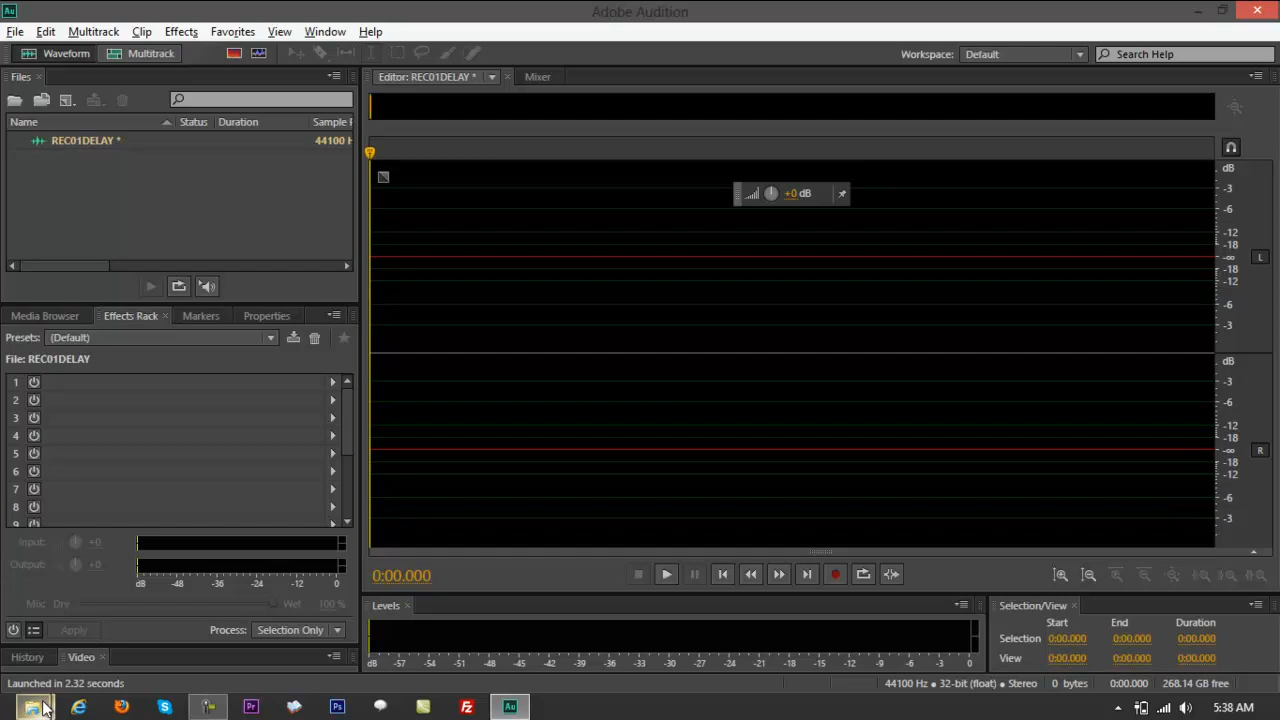 Au
Adobe Audition
File Edit Multitrack Clip Effects Favorites View Window Help
Waveform Multitrack Workspace: Default Search Help
Files Editor: REC01DELAY * Mixer
Name Status Duration Sample R
REC01DELAY * 44100 H
+0 dB
dB
-3
-6
-12
-18
-∞ L
-18
-12
-6
-3
Media Browser Effects Rack Markers Properties
Presets: (Default)
File: REC01DELAY
1
2
3
4
5
6
7
8
9
dB
-3
-6
-12
-18
-∞ R
-18
-12
-6
-3
Input: +0
Output: +0
dB -48 -36 -24 -12 0
Mix: Dry Wet 100 %
Apply Process: Selection Only
0:00.000
Levels
dB -57 -54 -51 -48 -45 -42 -39 -36 -33 -30 -27 -24 -21 -18 -15 -12 -9 -6 -3 0
Selection/View
Start End Duration
Selection 0:00.000 0:00.000 0:00.000
View 0:00.000 0:00.000 0:00.000
History Video
Launched in 2.32 seconds 44100 Hz ● 32-bit (float) ● Stereo 0 bytes 0:00.000 268.14 GB free
Pr Ps Fz Au 5:38 AM